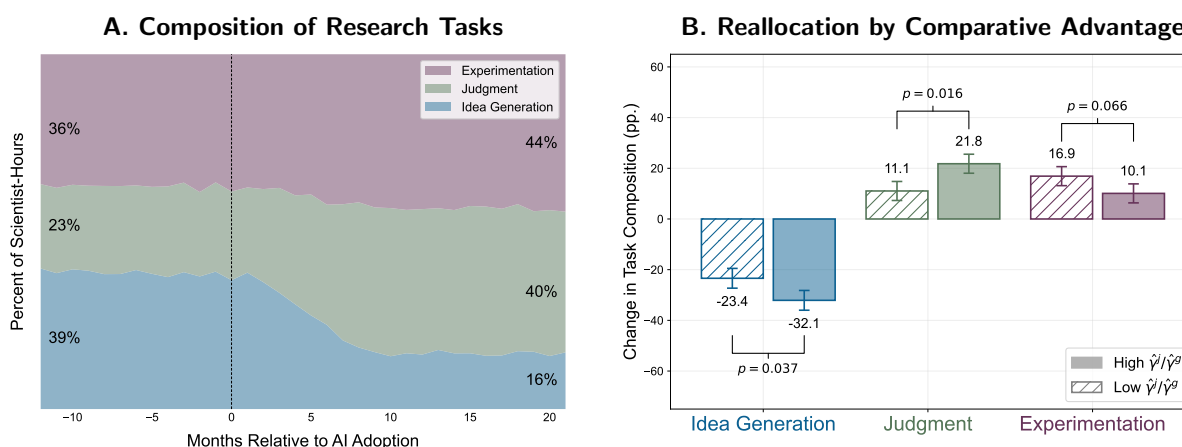 A. Composition of Research Tasks
Percent of Scientist-Hours
Experimentation
Judgment
Idea Generation
36%
44%
23%
40%
39%
16%
−10
−5
0
5
10
15
20
Months Relative to AI Adoption
B. Reallocation by Comparative Advantage
Change in Task Composition (pp.)
60
40
20
0
−20
−40
−60
p = 0.016
p = 0.066
21.8
11.1
16.9
10.1
-23.4
-32.1
p = 0.037
High γ̂ʲ/γ̂ᵍ
Low γ̂ʲ/γ̂ᵍ
Idea Generation
Judgment
Experimentation